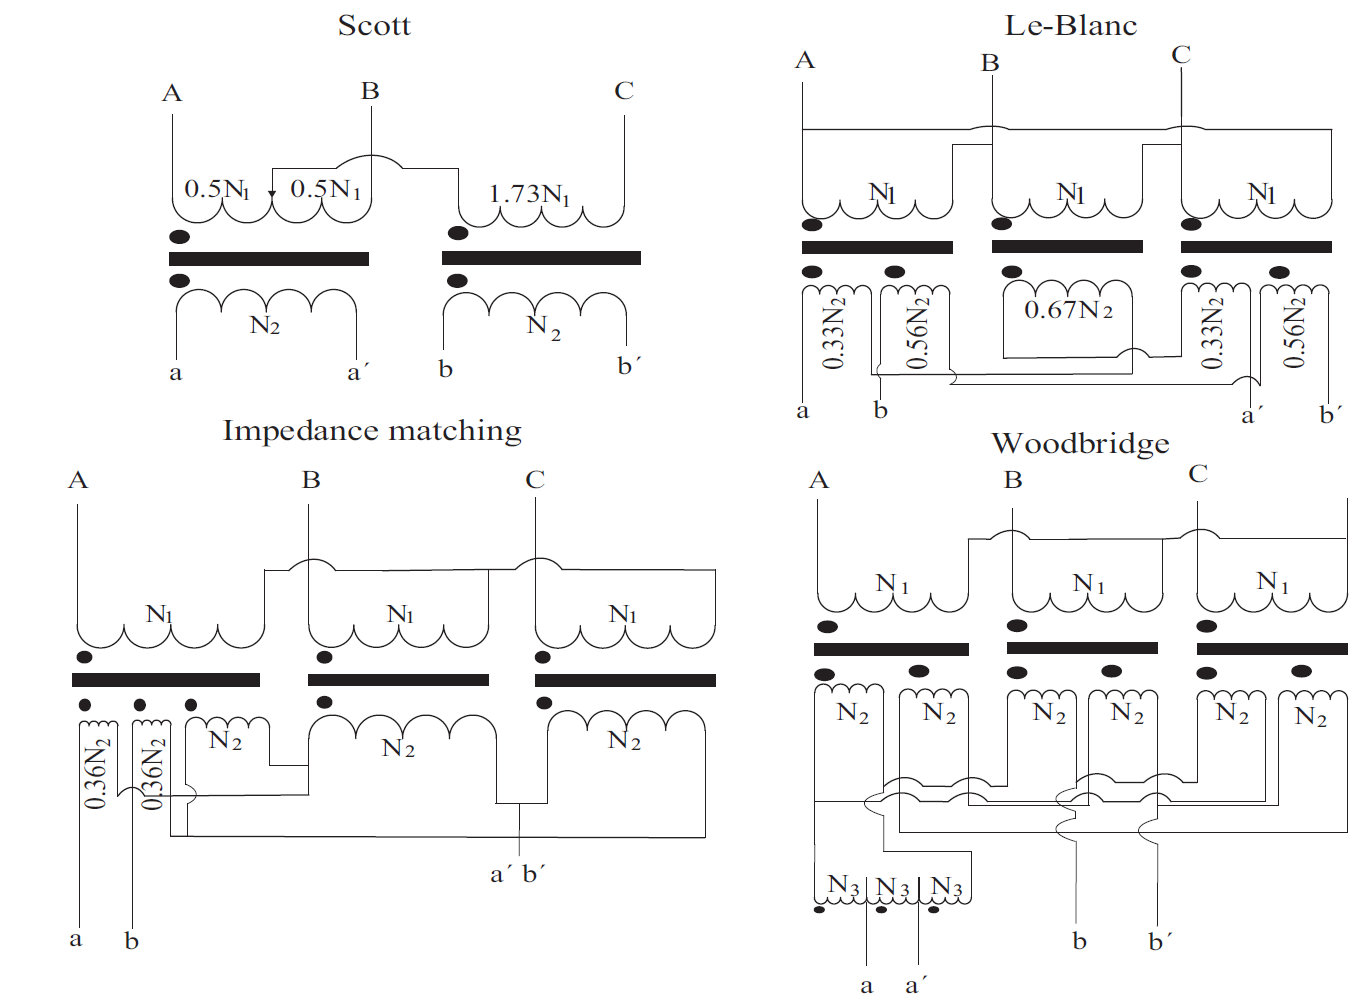 Scott
A B C
0.5N1 0.5N1 1.73N1
N2 N2
a a´ b b´
Le-Blanc
A B C
N1 N1 N1
0.33N2 0.56N2 0.67N2 0.33N2 0.56N2
a b a´ b´
Impedance matching
A B C
N1 N1 N1
0.36N2 0.36N2 N2 N2 N2
a´ b´
a b
Woodbridge
A B C
N1 N1 N1
N2 N2 N2 N2 N2 N2
N3 N3 N3
b b´
a a´